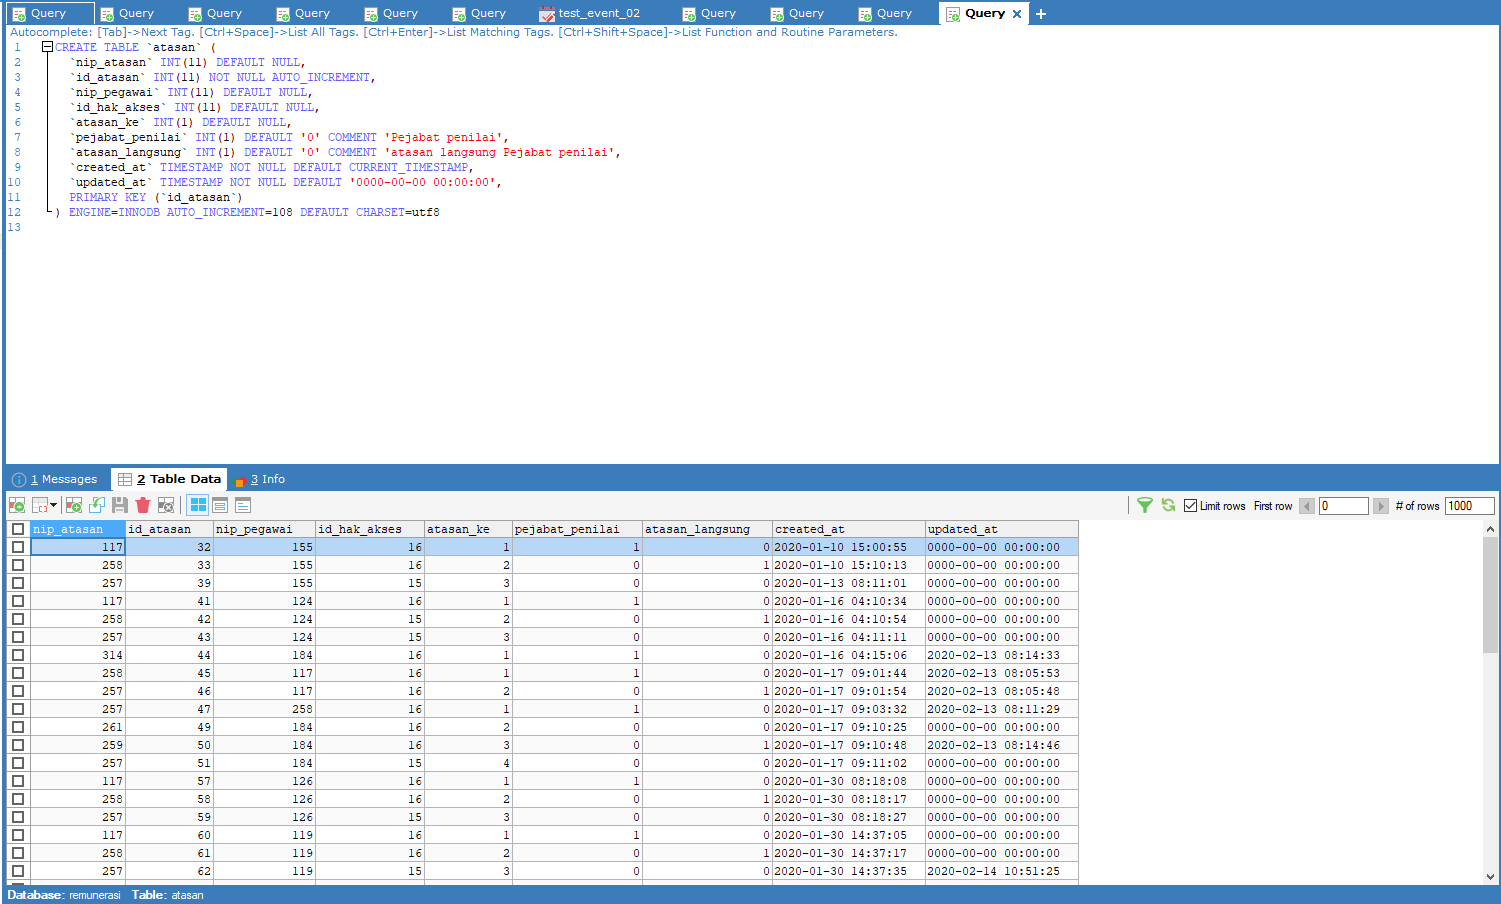 Query Query Query Query Query Query test_event_02 Query Query Query Query
Autocomplete: [Tab]->Next Tag. [Ctrl+Space]->List All Tags. [Ctrl+Enter]->List Matching Tags. [Ctrl+Shift+Space]->List Function and Routine Parameters.
1 CREATE TABLE `atasan` (
2 `nip_atasan` INT(11) DEFAULT NULL,
3 `id_atasan` INT(11) NOT NULL AUTO_INCREMENT,
4 `nip_pegawai` INT(11) DEFAULT NULL,
5 `id_hak_akses` INT(11) DEFAULT NULL,
6 `atasan_ke` INT(1) DEFAULT NULL,
7 `pejabat_penilai` INT(1) DEFAULT '0' COMMENT 'Pejabat penilai',
8 `atasan_langsung` INT(1) DEFAULT '0' COMMENT 'atasan langsung Pejabat penilai',
9 `created_at` TIMESTAMP NOT NULL DEFAULT CURRENT_TIMESTAMP,
10 `updated_at` TIMESTAMP NOT NULL DEFAULT '0000-00-00 00:00:00',
11 PRIMARY KEY (`id_atasan`)
12 ) ENGINE=INNODB AUTO_INCREMENT=108 DEFAULT CHARSET=utf8
13
1 Messages 2 Table Data 3 Info
Limit rows First row 0 # of rows 1000
nip_atasan id_atasan nip_pegawai id_hak_akses atasan_ke pejabat_penilai atasan_langsung created_at updated_at
117 32 155 16 1 1 0 2020-01-10 15:00:55 0000-00-00 00:00:00
258 33 155 16 2 0 1 2020-01-10 15:10:13 0000-00-00 00:00:00
257 39 155 15 3 0 0 2020-01-13 08:11:01 0000-00-00 00:00:00
117 41 124 16 1 1 0 2020-01-16 04:10:34 0000-00-00 00:00:00
258 42 124 15 2 0 1 2020-01-16 04:10:54 0000-00-00 00:00:00
257 43 124 15 3 0 0 2020-01-16 04:11:11 0000-00-00 00:00:00
314 44 184 16 1 1 0 2020-01-16 04:15:06 2020-02-13 08:14:33
258 45 117 16 1 1 0 2020-01-17 09:01:44 2020-02-13 08:05:53
257 46 117 16 2 0 1 2020-01-17 09:01:54 2020-02-13 08:05:48
257 47 258 16 1 1 0 2020-01-17 09:03:32 2020-02-13 08:11:29
261 49 184 16 2 0 0 2020-01-17 09:10:25 0000-00-00 00:00:00
259 50 184 16 3 0 1 2020-01-17 09:10:48 2020-02-13 08:14:46
257 51 184 15 4 0 0 2020-01-17 09:11:02 0000-00-00 00:00:00
117 57 126 16 1 1 0 2020-01-30 08:18:08 0000-00-00 00:00:00
258 58 126 16 2 0 1 2020-01-30 08:18:17 0000-00-00 00:00:00
257 59 126 15 3 0 0 2020-01-30 08:18:27 0000-00-00 00:00:00
117 60 119 16 1 1 0 2020-01-30 14:37:05 0000-00-00 00:00:00
258 61 119 16 2 0 1 2020-01-30 14:37:17 0000-00-00 00:00:00
257 62 119 15 3 0 0 2020-01-30 14:37:35 2020-02-14 10:51:25
Database: remunerasi Table: atasan